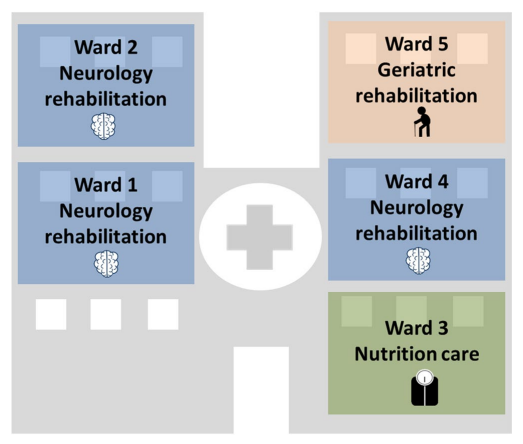 Ward 2
Neurology
rehabilitation
Ward 1
Neurology
rehabilitation
Ward 5
Geriatric
rehabilitation
Ward 4
Neurology
rehabilitation
Ward 3
Nutrition care